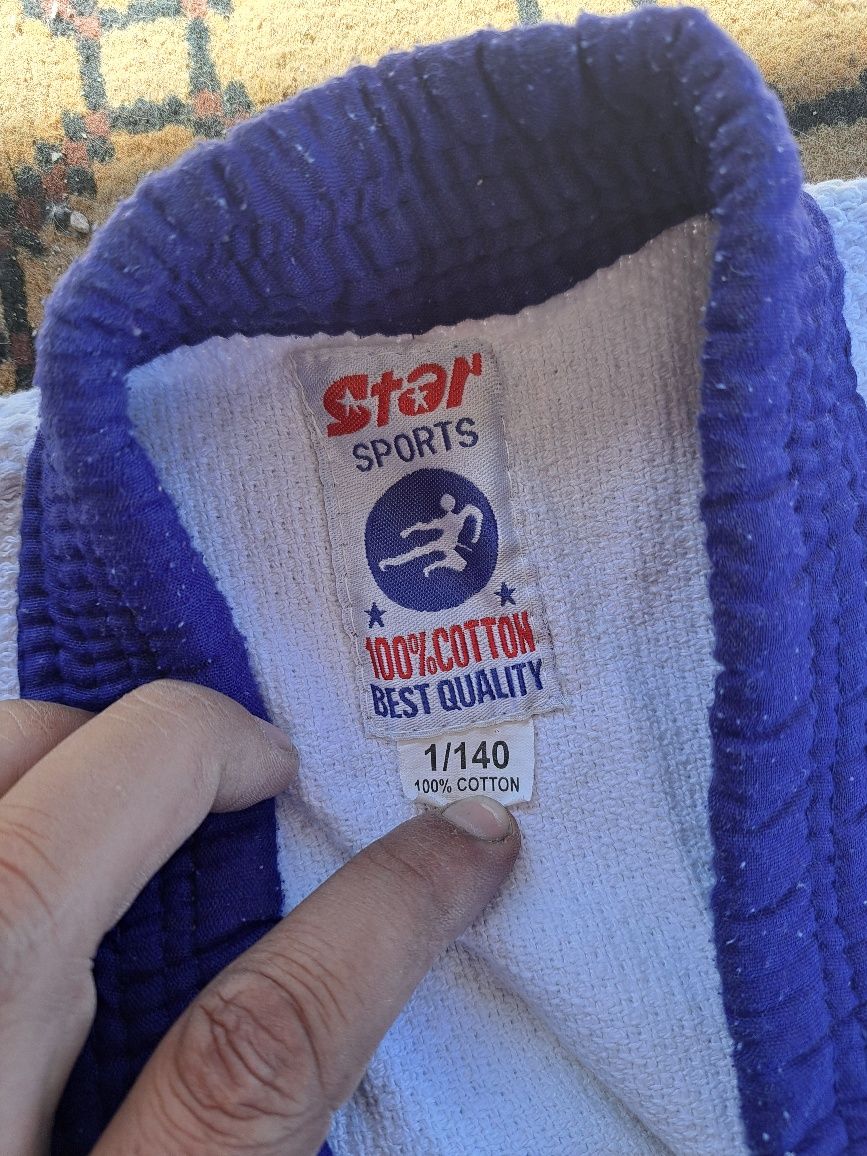 Star
SPORTS
100%COTTON
BEST QUALITY
1/140
100% COTTON